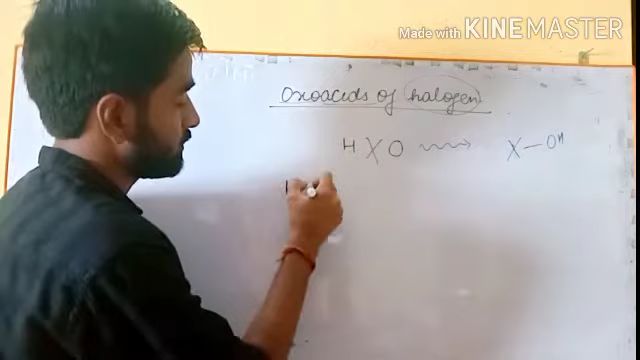 Made with KINEMASTER
Oxoacids of halogen
H X O X - OH